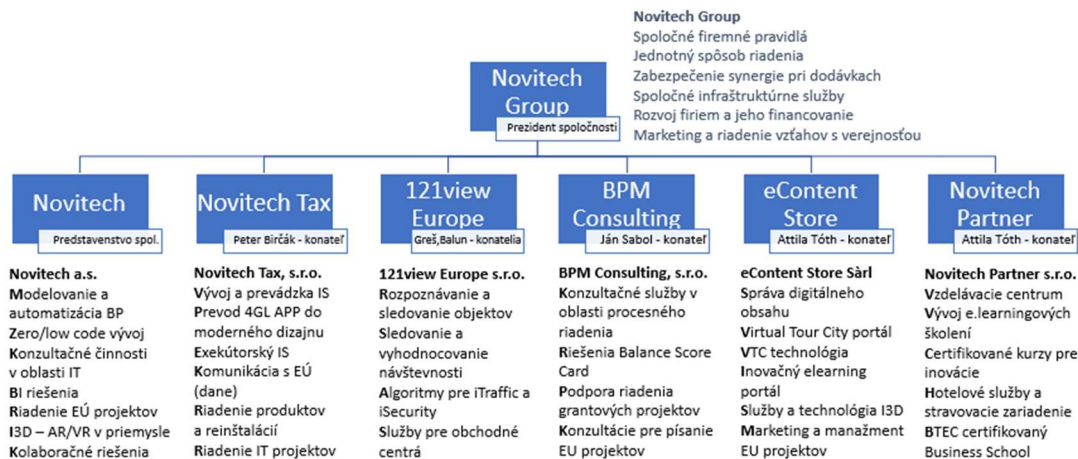 Novitech Group
Spoločné firemné pravidlá
Jednotný spôsob riadenia
Zabezpečenie synergie pri dodávkach
Spoločné infraštruktúrne služby
Rozvoj firiem a jeho financovanie
Marketing a riadenie vzťahov s verejnosťou
Novitech
Group
Prezident spoločnosti
Novitech
Predstavenstvo spol.
Novitech a.s.
Modelovanie a
automatizácia BP
Zero/low code vývoj
Konzultačné činnosti
v oblasti IT
BI riešenia
Riadenie EÚ projektov
I3D – AR/VR v priemysle
Kolaboračné riešenia
Novitech Tax
Peter Birčák - konateľ
Novitech Tax, s.r.o.
Vývoj a prevádzka IS
Prevod 4GL APP do
moderného dizajnu
Exekútorský IS
Komunikácia s EÚ
(dane)
Riadenie produktov
a reinštalácií
Riadenie IT projektov
121view
Europe
Greš,Balun - konatelia
121view Europe s.r.o.
Rozpoznávanie a
sledovanie objektov
Sledovanie a
vyhodnocovanie
návštevnosti
Algoritmy pre iTraffic a
iSecurity
Služby pre obchodné
centrá
BPM
Consulting
Ján Sabol - konateľ
BPM Consulting, s.r.o.
Konzultačné služby v
oblasti procesného
riadenia
Riešenia Balance Score
Card
Podpora riadenia
grantových projektov
Konzultácie pre písanie
EU projektov
eContent
Store
Attila Tóth - konateľ
eContent Store Sàrl
Správa digitálneho
obsahu
Virtual Tour City portál
VTC technológia
Inovačný elearning
portál
Služby a technológia I3D
Marketing a manažment
EU projektov
Novitech
Partner
Attila Tóth - konateľ
Novitech Partner s.r.o.
Vzdelávacie centrum
Vývoj e.learningových
školení
Certifikované kurzy pre
inovácie
Hotelové služby a
stravovacie zariadenie
BTEC certifikovaný
Business School